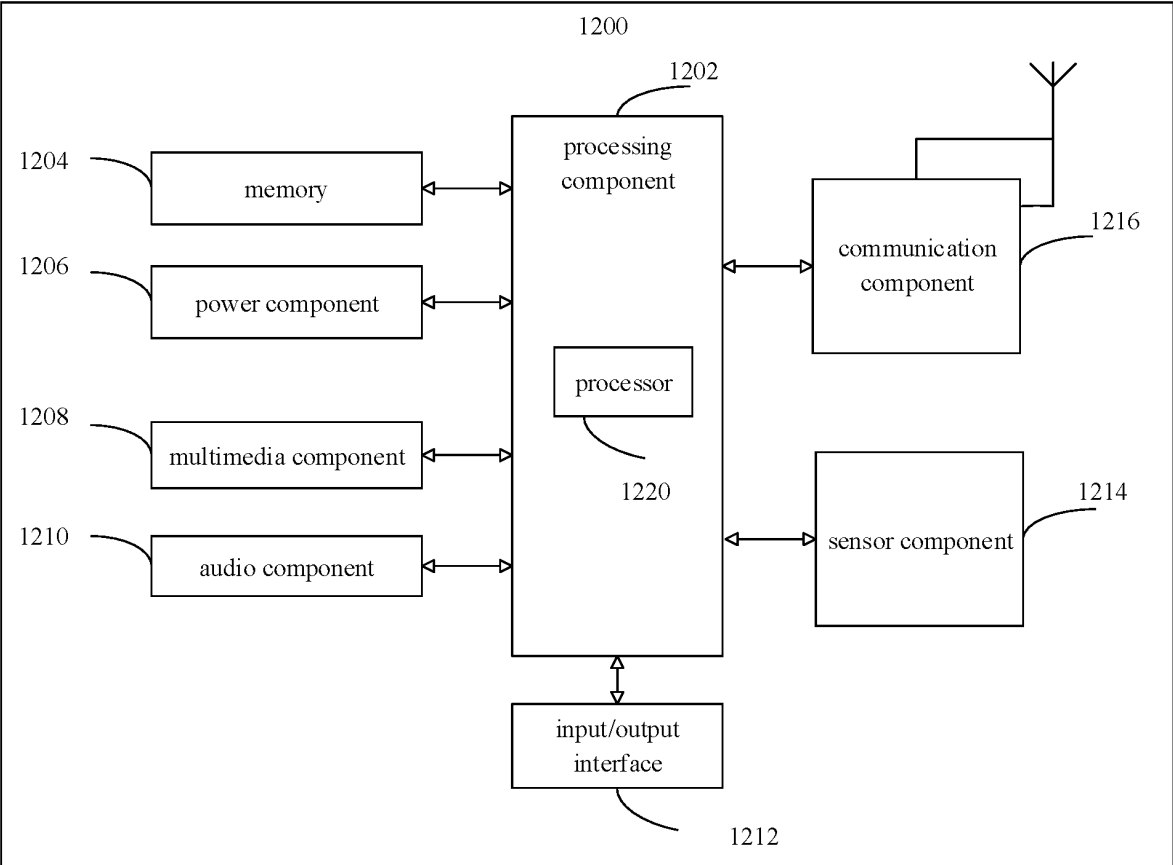 1200
1202
processing
component
1204
memory
1206
power component
communication
component
1216
processor
1220
1208
multimedia component
1210
audio component
sensor component
1214
input/output
interface
1212